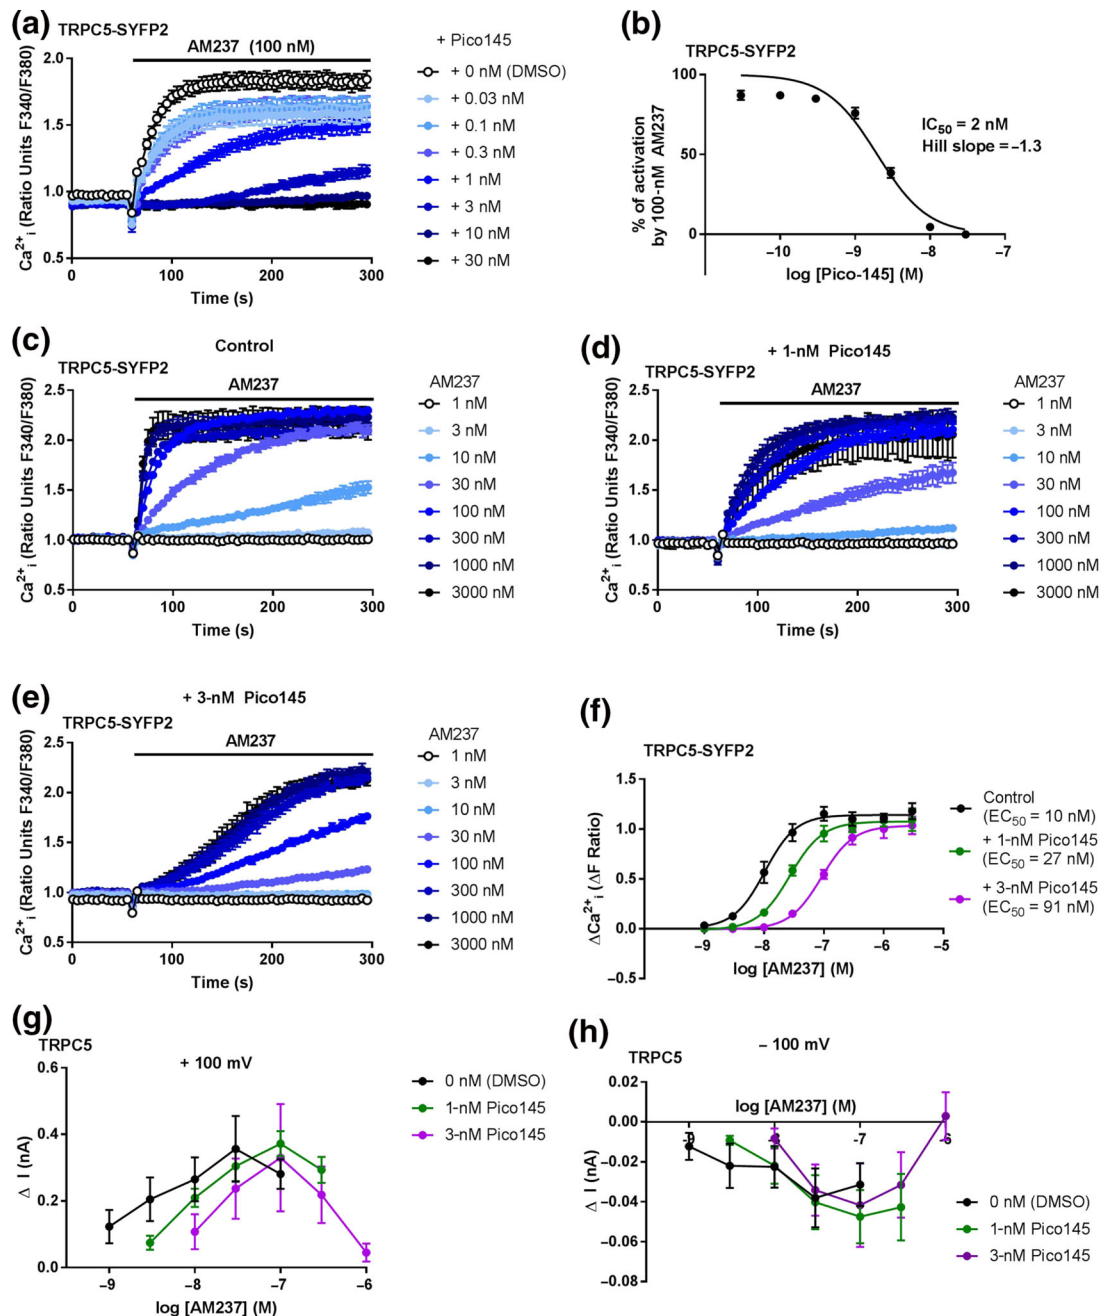 (a)
TRPC5-SYFP2
AM237 (100 nM)
+ Pico145
+ 0 nM (DMSO)
+ 0.03 nM
+ 0.1 nM
+ 0.3 nM
+ 1 nM
+ 3 nM
+ 10 nM
+ 30 nM
Ca2+i (Ratio Units F340/F380)
2.0
1.5
1.0
0.5
0 100 200 300
Time (s)
(b)
TRPC5-SYFP2
% of activation
by 100-nM AM237
100
50
0
IC50 = 2 nM
Hill slope = –1.3
–10 –9 –8 –7
log [Pico-145] (M)
(c)
Control
TRPC5-SYFP2
AM237
AM237
1 nM
3 nM
10 nM
30 nM
100 nM
300 nM
1000 nM
3000 nM
Ca2+i (Ratio Units F340/F380)
2.5
2.0
1.5
1.0
0.5
0 100 200 300
Time (s)
(d)
+ 1-nM Pico145
TRPC5-SYFP2
AM237
AM237
1 nM
3 nM
10 nM
30 nM
100 nM
300 nM
1000 nM
3000 nM
Ca2+i (Ratio Units F340/F380)
2.5
2.0
1.5
1.0
0.5
0 100 200 300
Time (s)
(e)
+ 3-nM Pico145
TRPC5-SYFP2
AM237
AM237
1 nM
3 nM
10 nM
30 nM
100 nM
300 nM
1000 nM
3000 nM
Ca2+i (Ratio Units F340/F380)
2.5
2.0
1.5
1.0
0.5
0 100 200 300
Time (s)
(f)
TRPC5-SYFP2
Δ Ca2+i (ΔF Ratio)
1.5
1.0
0.5
0.0
–0.5
–9 –8 –7 –6 –5
log [AM237] (M)
Control
(EC50 = 10 nM)
+ 1-nM Pico145
(EC50 = 27 nM)
+ 3-nM Pico145
(EC50 = 91 nM)
(g)
TRPC5
+ 100 mV
Δ I (nA)
0.6
0.4
0.2
0.0
–9 –8 –7 –6
log [AM237] (M)
0 nM (DMSO)
1-nM Pico145
3-nM Pico145
(h)
– 100 mV
TRPC5
Δ I (nA)
0.02
0.00
–0.02
–0.04
–0.06
–0.08
log [AM237] (M)
–9 –8 –7 –6
0 nM (DMSO)
1-nM Pico145
3-nM Pico145